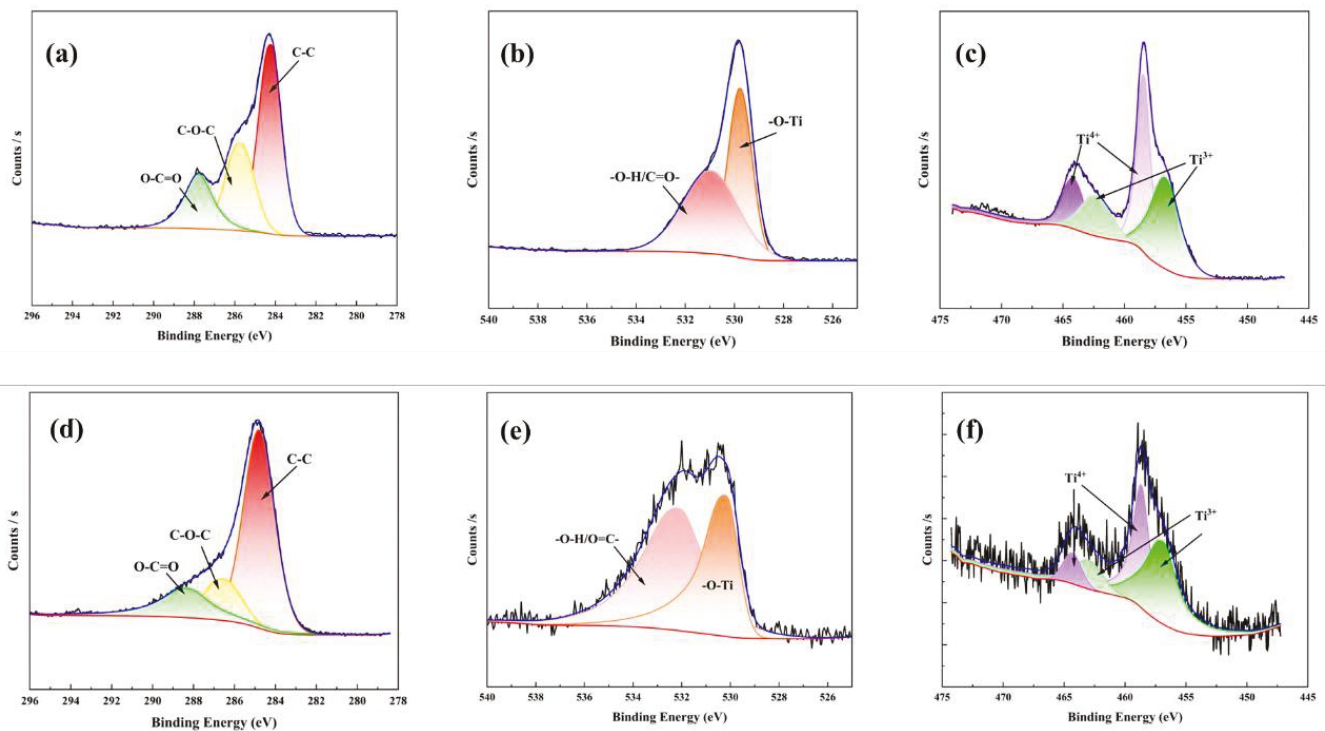 (a)
C-C
C-O-C
O-C=O
Counts / s
296 294 292 290 288 286 284 282 280 278
Binding Energy (eV)
(b)
-O-Ti
-O-H/C=O-
Counts / s
540 538 536 534 532 530 528 526
Binding Energy (eV)
(c)
Ti4+
Ti3+
Counts /s
475 470 465 460 455 450 445
Binding Energy (eV)
(d)
C-C
C-O-C
O-C=O
Counts / s
296 294 292 290 288 286 284 282 280 278
Binding Energy (eV)
(e)
-O-H/O=C-
-O-Ti
Counts / s
540 538 536 534 532 530 528 526
Binding Energy (eV)
(f)
Ti4+
Ti3+
Counts /s
475 470 465 460 455 450 445
Binding Energy (eV)